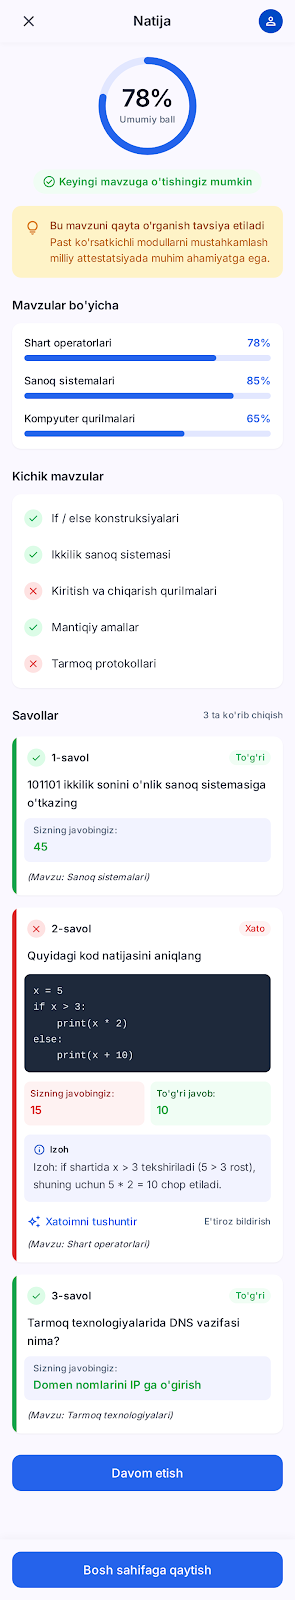 Natija
78%
Umumiy ball
Keyingi mavzuga o'tishingiz mumkin
Bu mavzuni qayta o'rganish tavsiya etiladi
Past ko'rsatkichli modullarni mustahkamlash
milliy attestatsiyada muhim ahamiyatga ega.
Mavzular bo'yicha
Shart operatorlari 78%
Sanoq sistemalari 85%
Kompyuter qurilmalari 65%
Kichik mavzular
If / else konstruksiyalari
Ikkilik sanoq sistemasi
Kiritish va chiqarish qurilmalari
Mantiqiy amallar
Tarmoq protokollari
Savollar 3 ta ko'rib chiqish
1-savol To'g'ri
101101 ikkilik sonini o'nlik sanoq sistemasiga
o'tkazing
Sizning javobingiz:
45
(Mavzu: Sanoq sistemalari)
2-savol Xato
Quyidagi kod natijasini aniqlang
x = 5
if x > 3:
    print(x * 2)
else:
    print(x + 10)
Sizning javobingiz: To'g'ri javob:
15 10
Izoh
Izoh: if shartida x > 3 tekshiriladi (5 > 3 rost),
shuning uchun 5 * 2 = 10 chop etiladi.
Xatoimni tushuntir E'tiroz bildirish
(Mavzu: Shart operatorlari)
3-savol To'g'ri
Tarmoq texnologiyalarida DNS vazifasi
nima?
Sizning javobingiz:
Domen nomlarini IP ga o'girish
(Mavzu: Tarmoq texnologiyalari)
Davom etish
Bosh sahifaga qaytish